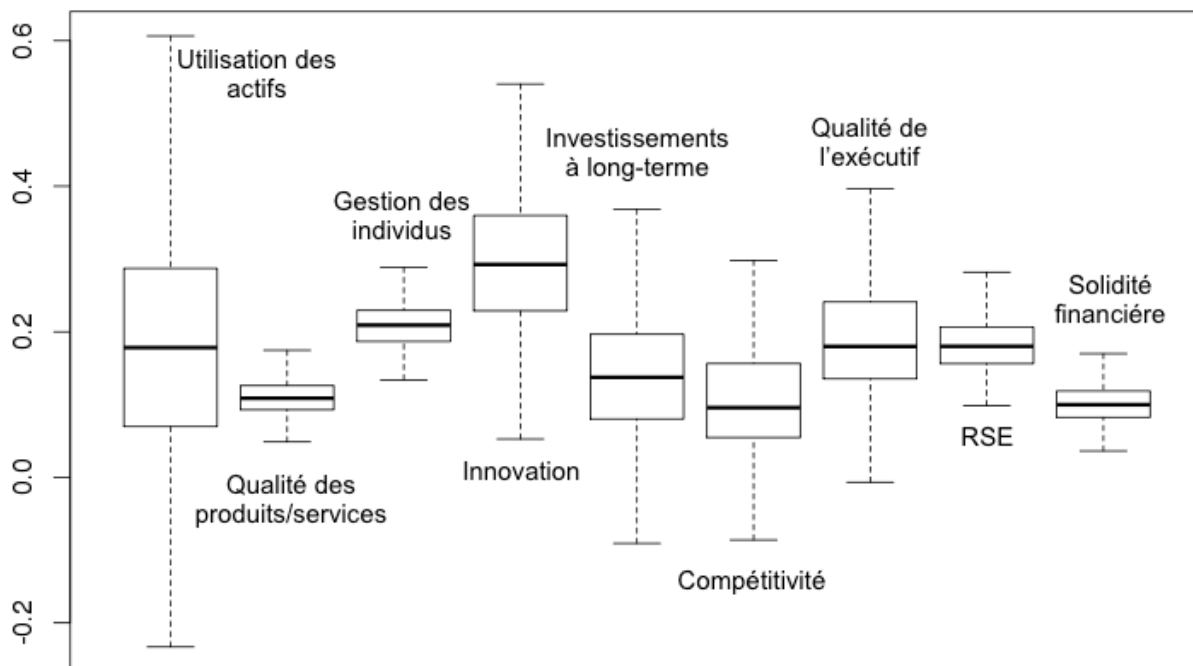 0.6
0.4
0.2
0.0
-0.2
Utilisation des
actifs
Qualité des
produits/services
Gestion des
individus
Innovation
Investissements
à long-terme
Compétitivité
Qualité de
l'exécutif
RSE
Solidité
financiére